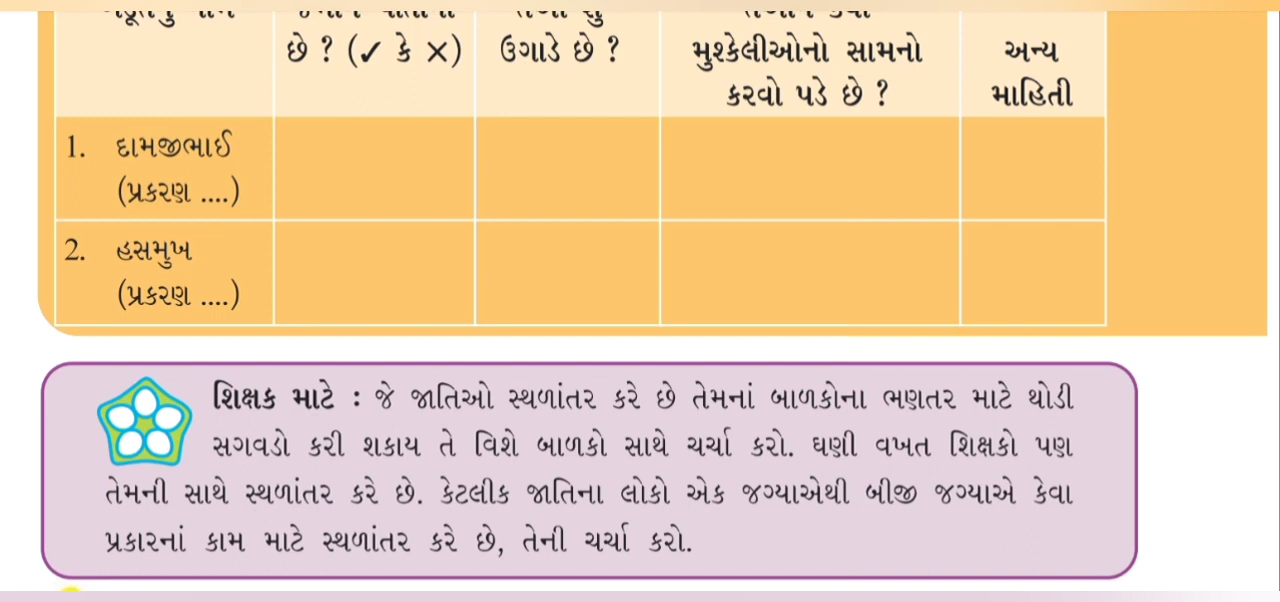 છે ? (✓ કે ×)
ઉગાડે છે ?
મુશ્કેલીઓનો સામનો
કરવો પડે છે ?
અન્ય
માહિતી
1. દામજીભાઈ
(પ્રકરણ ....)
2. હસમુખ
(પ્રકરણ ....)
શિક્ષક માટે : જે જાતિઓ સ્થળાંતર કરે છે તેમનાં બાળકોના ભણતર માટે થોડી
સગવડો કરી શકાય તે વિશે બાળકો સાથે ચર્ચા કરો. ઘણી વખત શિક્ષકો પણ
તેમની સાથે સ્થળાંતર કરે છે. કેટલીક જાતિના લોકો એક જગ્યાએથી બીજી જગ્યાએ કેવા
પ્રકારનાં કામ માટે સ્થળાંતર કરે છે, તેની ચર્ચા કરો.